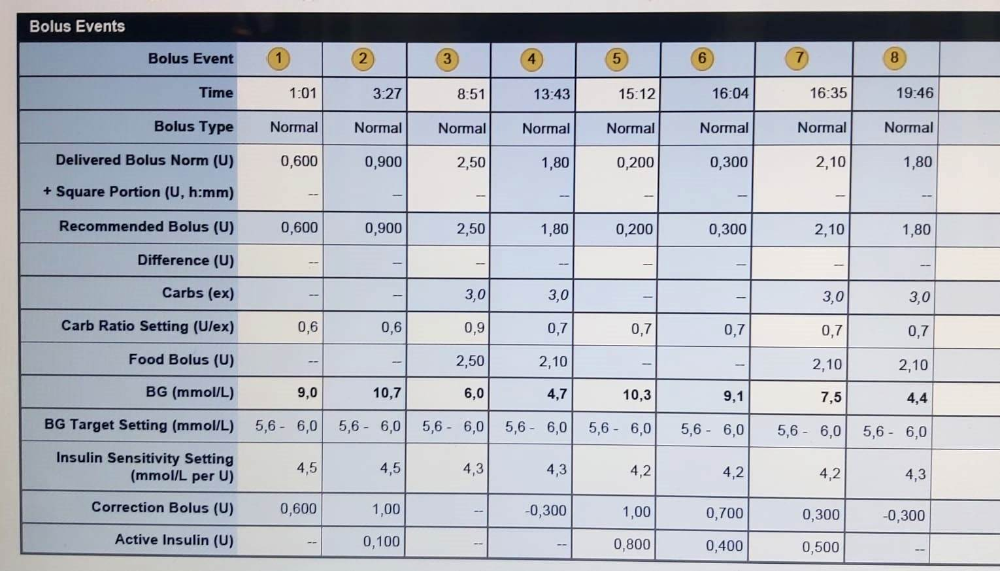 Bolus Events
Bolus Event 1 2 3 4 5 6 7 8
Time 1:01 3:27 8:51 13:43 15:12 16:04 16:35 19:46
Bolus Type Normal Normal Normal Normal Normal Normal Normal Normal
Delivered Bolus Norm (U) 0,600 0,900 2,50 1,80 0,200 0,300 2,10 1,80
+ Square Portion (U, h:mm) -- -- -- -- -- -- -- --
Recommended Bolus (U) 0,600 0,900 2,50 1,80 0,200 0,300 2,10 1,80
Difference (U) -- -- -- -- -- -- -- --
Carbs (ex) -- -- 3,0 3,0 -- -- 3,0 3,0
Carb Ratio Setting (U/ex) 0,6 0,6 0,9 0,7 0,7 0,7 0,7 0,7
Food Bolus (U) -- -- 2,50 2,10 -- -- 2,10 2,10
BG (mmol/L) 9,0 10,7 6,0 4,7 10,3 9,1 7,5 4,4
BG Target Setting (mmol/L) 5,6 - 6,0 5,6 - 6,0 5,6 - 6,0 5,6 - 6,0 5,6 - 6,0 5,6 - 6,0 5,6 - 6,0 5,6 - 6,0
Insulin Sensitivity Setting
(mmol/L per U) 4,5 4,5 4,3 4,3 4,2 4,2 4,2 4,3
Correction Bolus (U) 0,600 1,00 -- -0,300 1,00 0,700 0,300 -0,300
Active Insulin (U) -- 0,100 -- -- 0,800 0,400 0,500 --